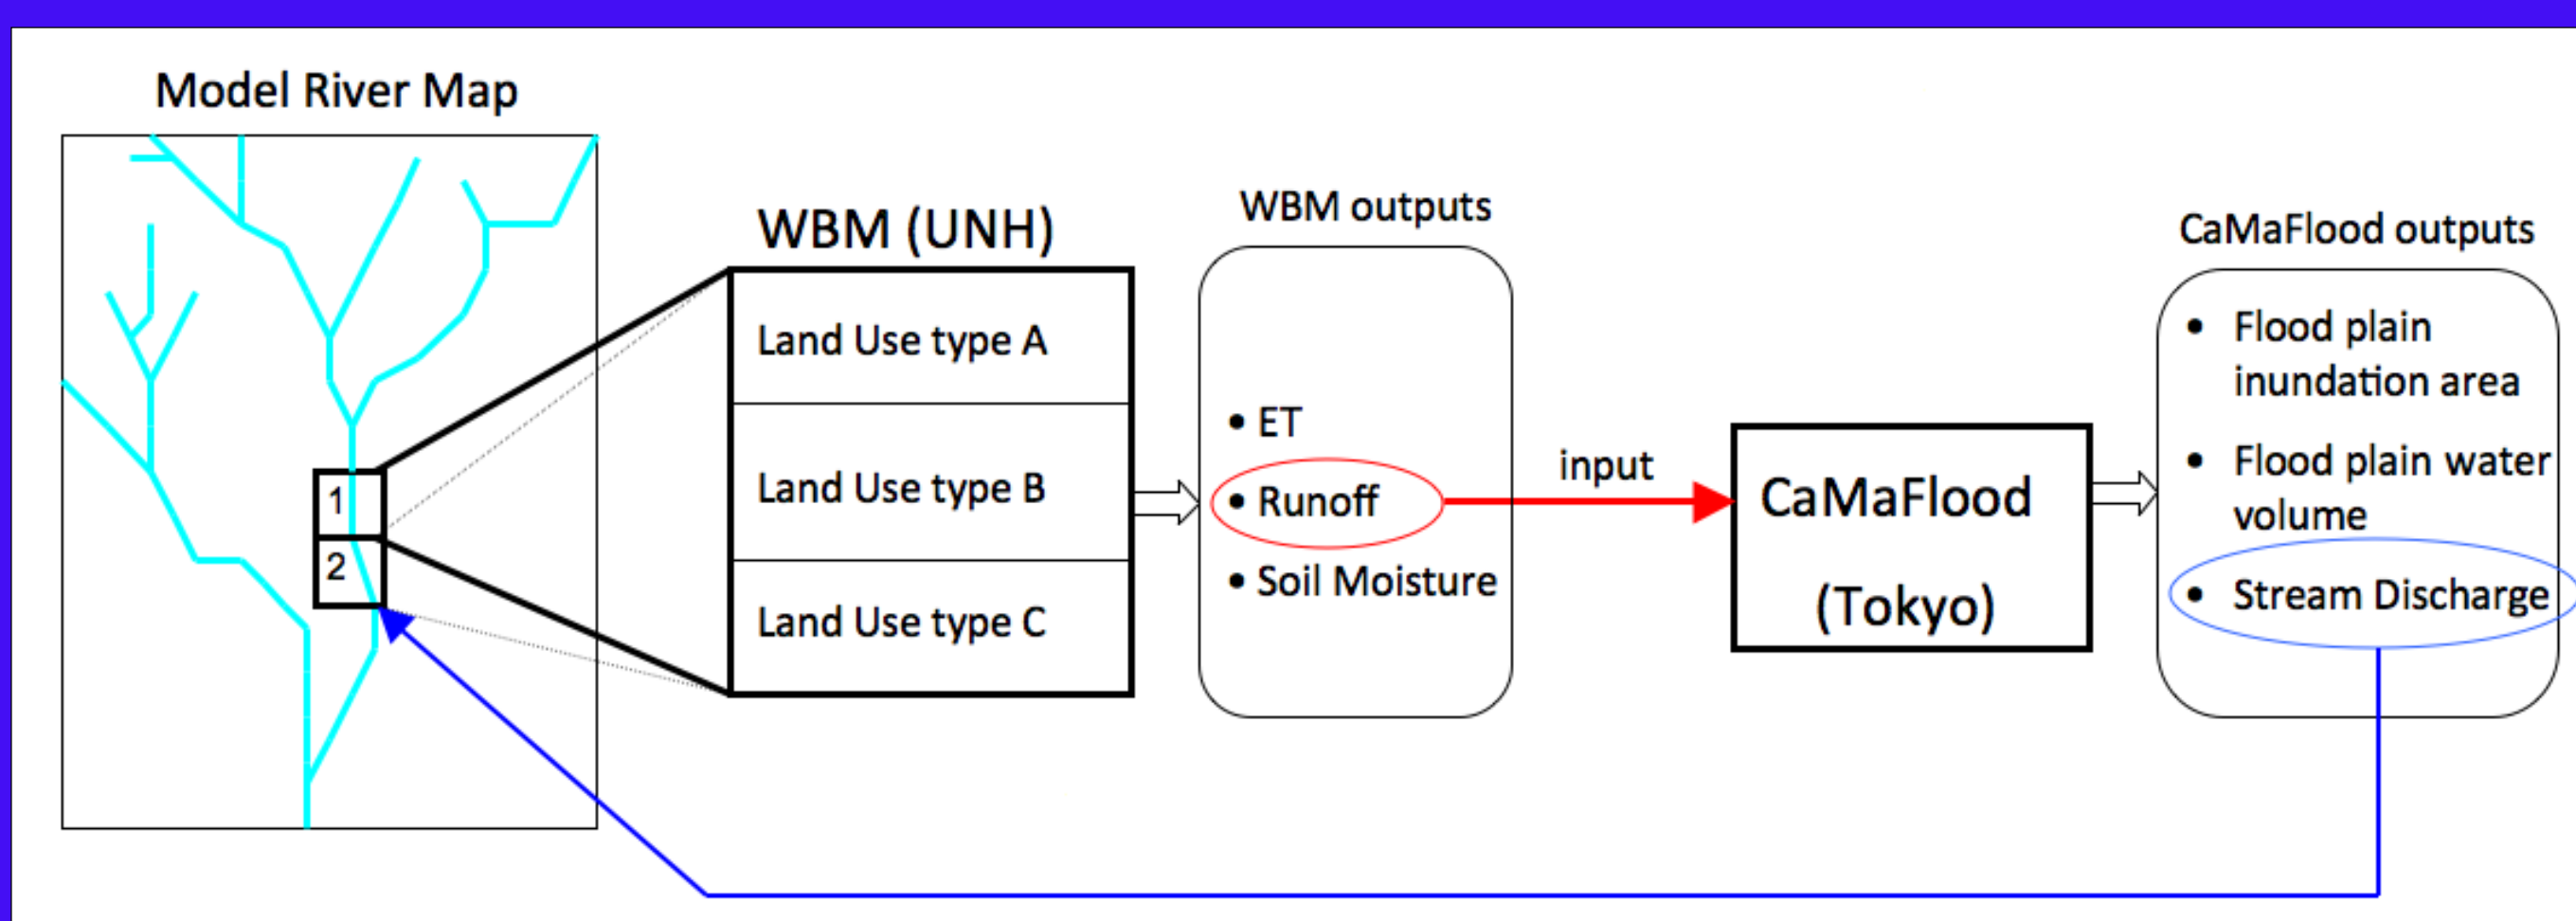 Model River Map
1
2
WBM (UNH)
Land Use type A
Land Use type B
Land Use type C
WBM outputs
• ET
• Runoff
• Soil Moisture
input
CaMaFlood
(Tokyo)
CaMaFlood outputs
• Flood plain
inundation area
• Flood plain water
volume
• Stream Discharge